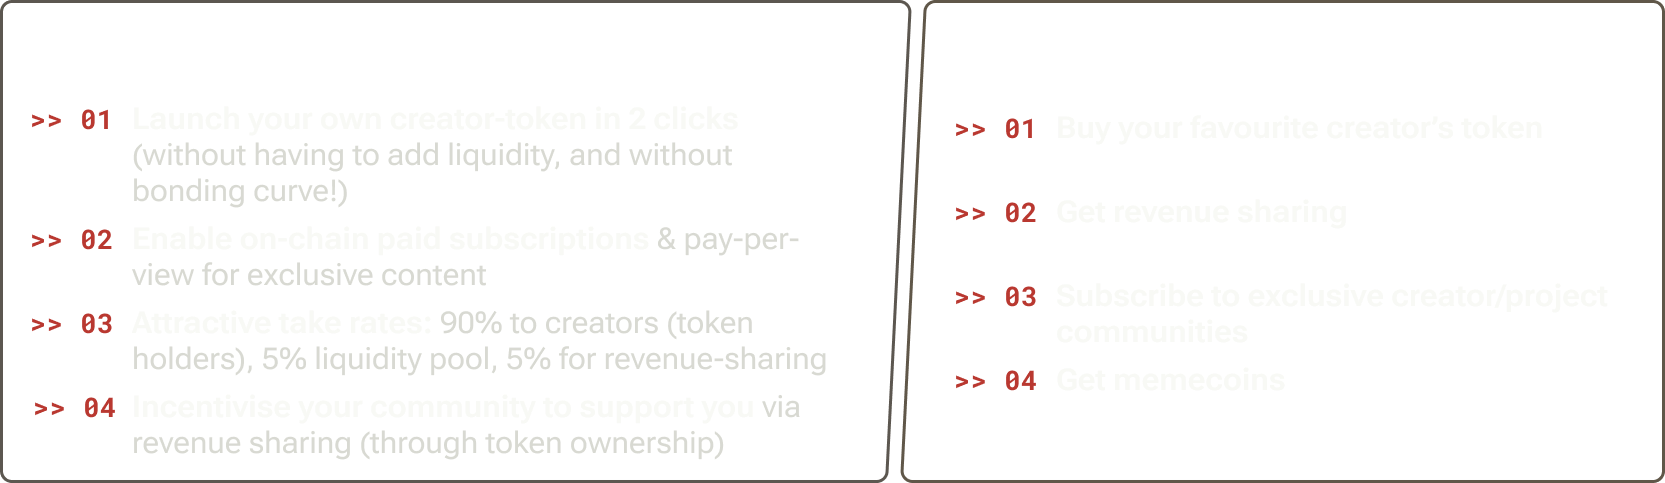 >> 01 Launch your own creator-token in 2 clicks
(without having to add liquidity, and without
bonding curve!)
>> 02 Enable on-chain paid subscriptions & pay-per-
view for exclusive content
>> 03 Attractive take rates: 90% to creators (token
holders), 5% liquidity pool, 5% for revenue-sharing
>> 04 Incentivise your community to support you via
revenue sharing (through token ownership)
>> 01 Buy your favourite creator’s token
>> 02 Get revenue sharing
>> 03 Subscribe to exclusive creator/project
communities
>> 04 Get memecoins